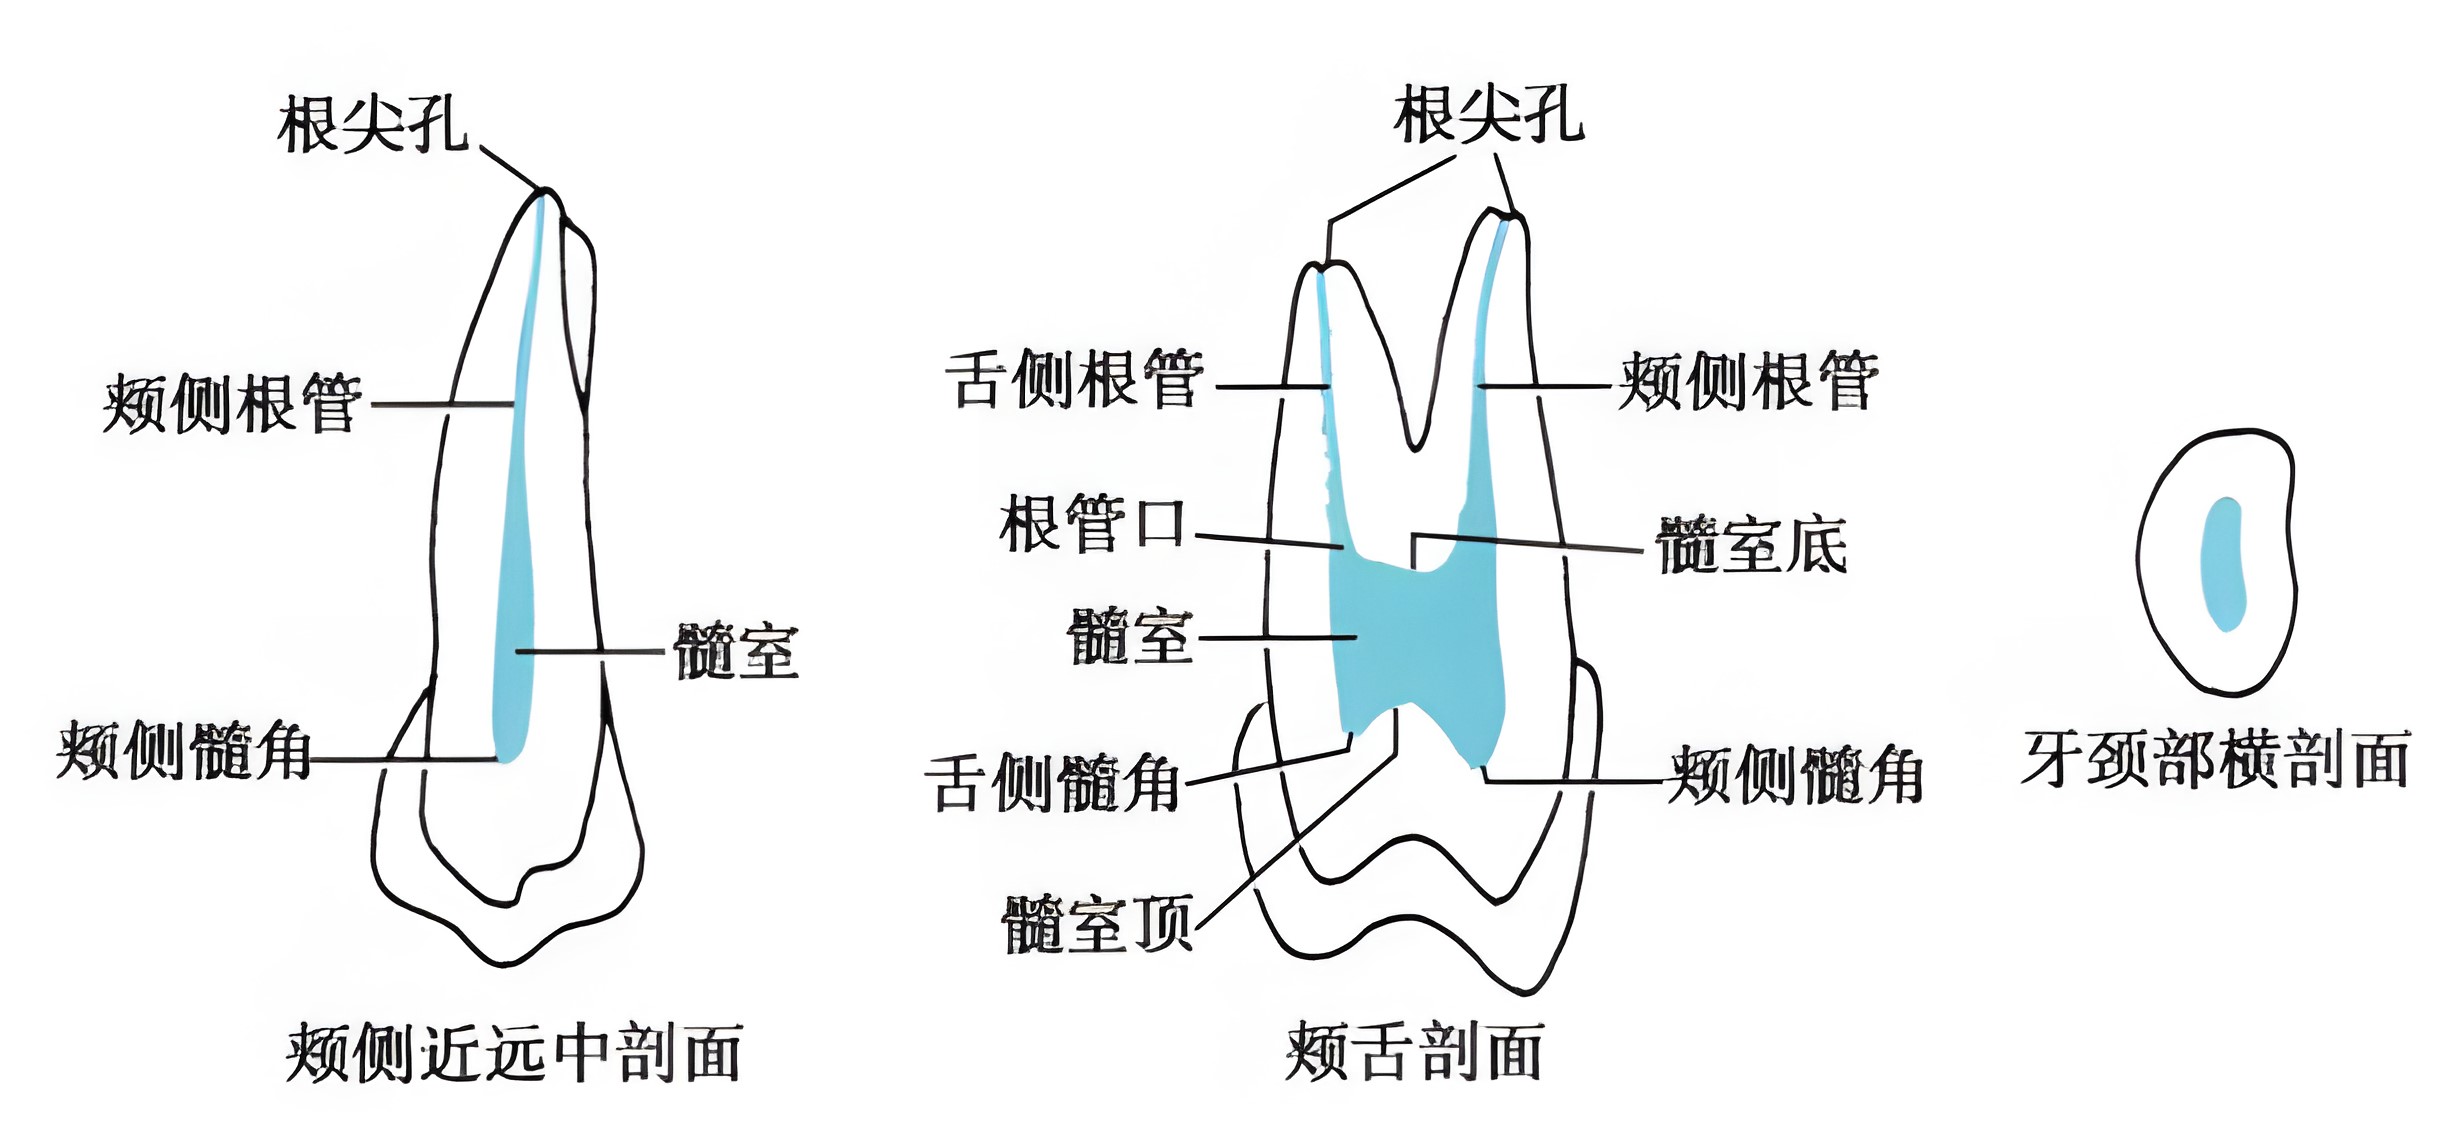 根尖孔
颊侧根管
髓室
颊侧髓角
颊侧近远中剖面
根尖孔
舌侧根管
颊侧根管
根管口
髓室底
髓室
舌侧髓角
颊侧髓角
髓室顶
颊舌剖面
牙颈部横剖面